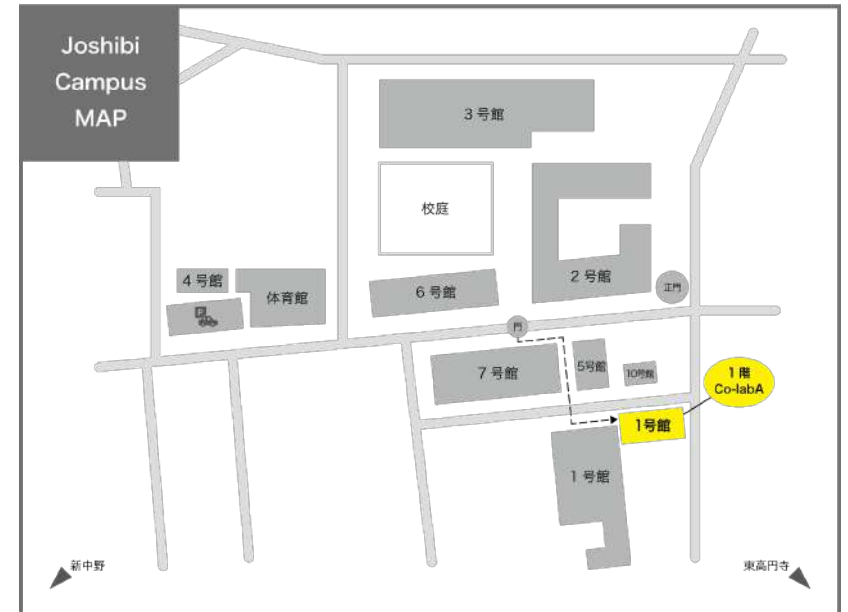 Joshibi
Campus
MAP
3号館
校庭
4号館
体育館
P
6号館
2号館
正門
門
7号館
5号館
10号館
1階
Co-labA
1号館
1号館
新中野
東高円寺